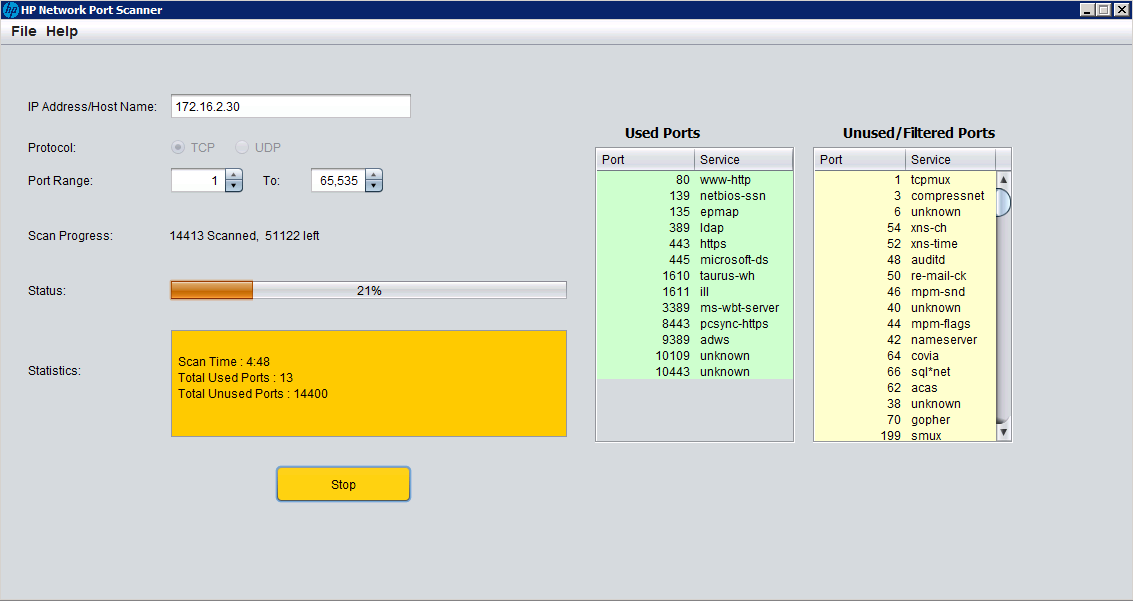 HP Network Port Scanner
File Help
IP Address/Host Name: 172.16.2.30
Protocol: TCP UDP
Port Range: 1 To: 65,535
Scan Progress: 14413 Scanned, 51122 left
Status: 21%
Statistics:
Scan Time : 4:48
Total Used Ports : 13
Total Unused Ports : 14400
Stop
Used Ports
Port Service
80 www-http
139 netbios-ssn
135 epmap
389 ldap
443 https
445 microsoft-ds
1610 taurus-wh
1611 ill
3389 ms-wbt-server
8443 pcsync-https
9389 adws
10109 unknown
10443 unknown
Unused/Filtered Ports
Port Service
1 tcpmux
3 compressnet
6 unknown
54 xns-ch
52 xns-time
48 auditd
50 re-mail-ck
46 mpm-snd
40 unknown
44 mpm-flags
42 nameserver
64 covia
66 sql*net
62 acas
38 unknown
70 gopher
199 smux